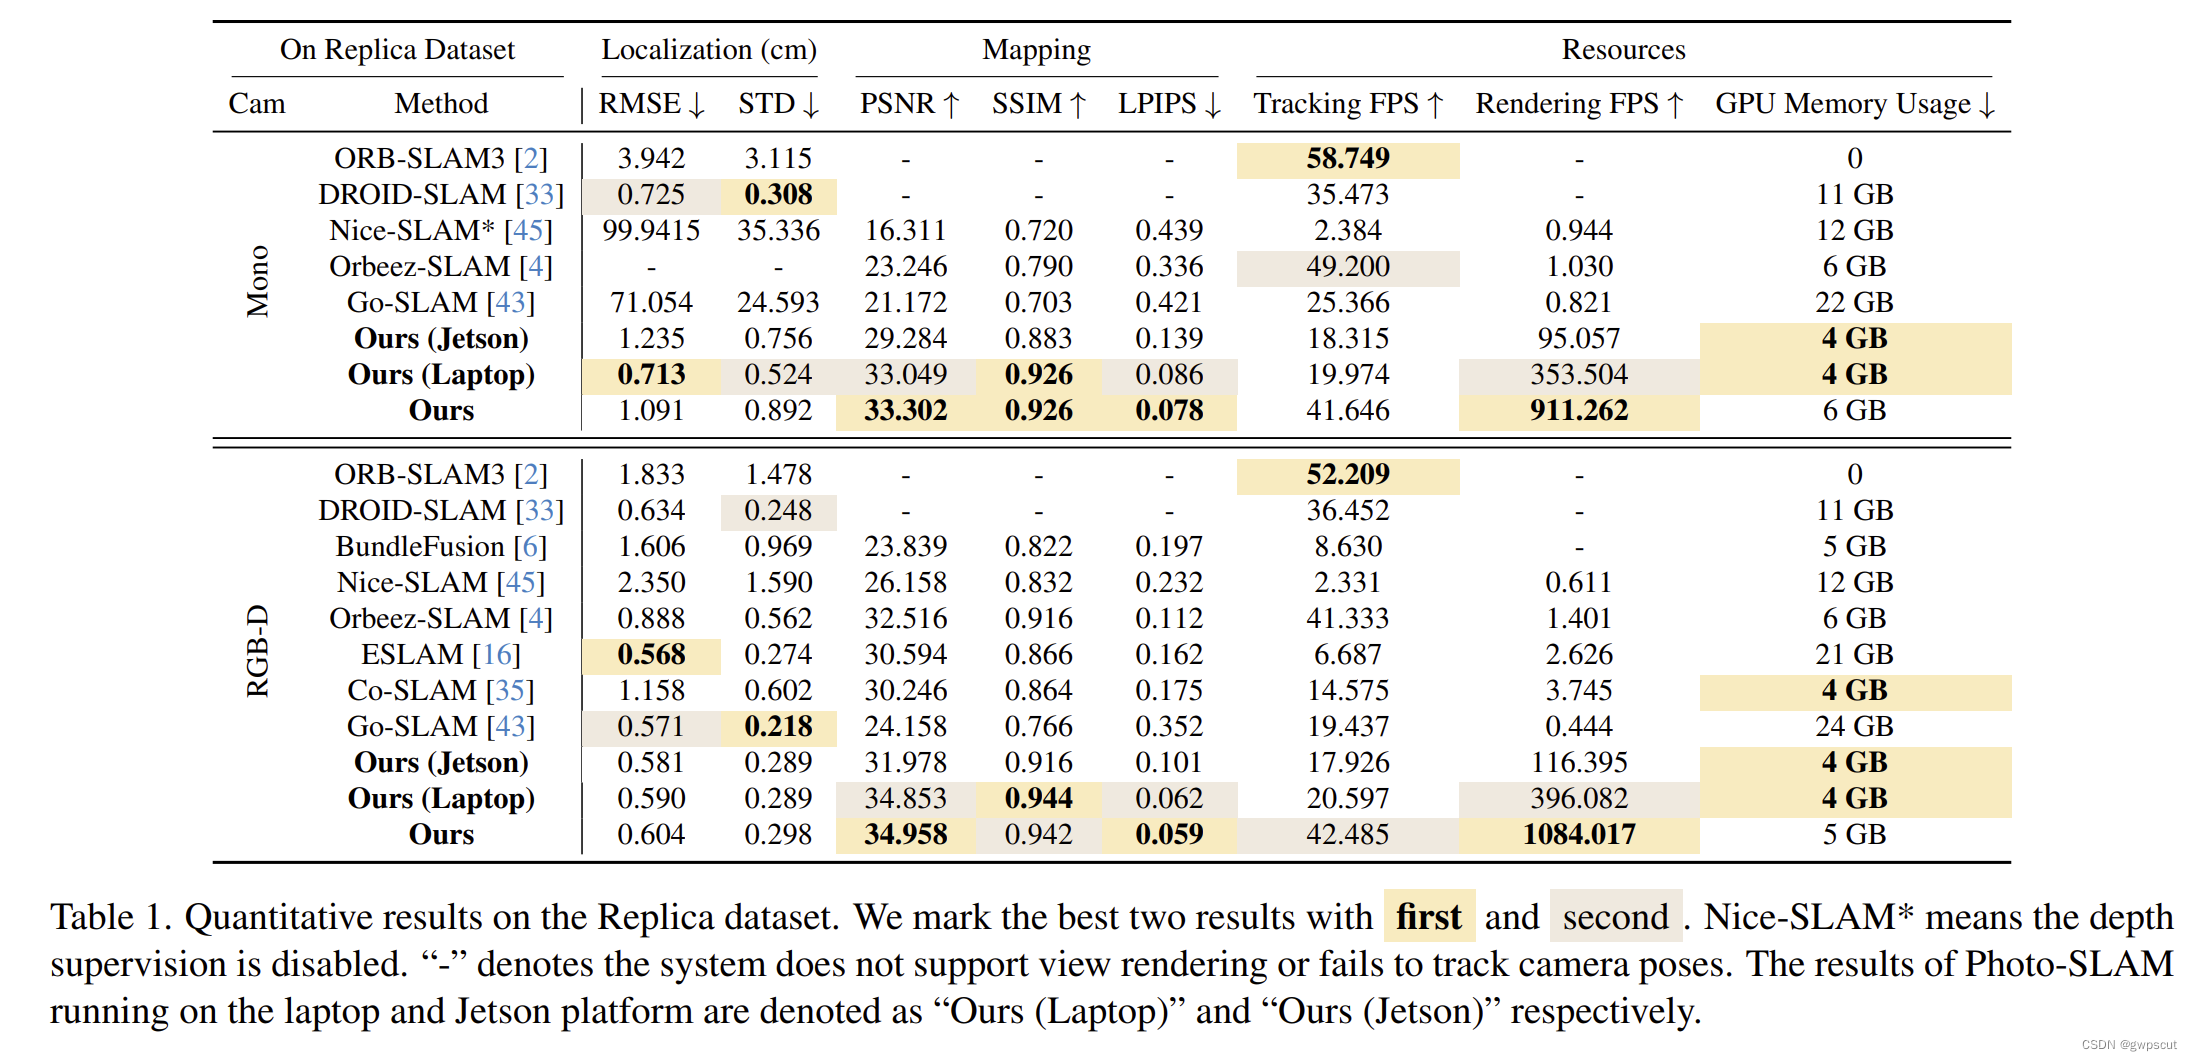 On Replica Dataset Localization (cm) Mapping Resources
Cam Method RMSE ↓ STD ↓ PSNR ↑ SSIM ↑ LPIPS ↓ Tracking FPS ↑ Rendering FPS ↑ GPU Memory Usage ↓
Mono
ORB-SLAM3 [2] 3.942 3.115 - - - 58.749 - 0
DROID-SLAM [33] 0.725 0.308 - - - 35.473 - 11 GB
Nice-SLAM* [45] 99.9415 35.336 16.311 0.720 0.439 2.384 0.944 12 GB
Orbeez-SLAM [4] - - 23.246 0.790 0.336 49.200 1.030 6 GB
Go-SLAM [43] 71.054 24.593 21.172 0.703 0.421 25.366 0.821 22 GB
Ours (Jetson) 1.235 0.756 29.284 0.883 0.139 18.315 95.057 4 GB
Ours (Laptop) 0.713 0.524 33.049 0.926 0.086 19.974 353.504 4 GB
Ours 1.091 0.892 33.302 0.926 0.078 41.646 911.262 6 GB
RGB-D
ORB-SLAM3 [2] 1.833 1.478 - - - 52.209 - 0
DROID-SLAM [33] 0.634 0.248 - - - 36.452 - 11 GB
BundleFusion [6] 1.606 0.969 23.839 0.822 0.197 8.630 - 5 GB
Nice-SLAM [45] 2.350 1.590 26.158 0.832 0.232 2.331 0.611 12 GB
Orbeez-SLAM [4] 0.888 0.562 32.516 0.916 0.112 41.333 1.401 6 GB
ESLAM [16] 0.568 0.274 30.594 0.866 0.162 6.687 2.626 21 GB
Co-SLAM [35] 1.158 0.602 30.246 0.864 0.175 14.575 3.745 4 GB
Go-SLAM [43] 0.571 0.218 24.158 0.766 0.352 19.437 0.444 24 GB
Ours (Jetson) 0.581 0.289 31.978 0.916 0.101 17.926 116.395 4 GB
Ours (Laptop) 0.590 0.289 34.853 0.944 0.062 20.597 396.082 4 GB
Ours 0.604 0.298 34.958 0.942 0.059 42.485 1084.017 5 GB
Table 1. Quantitative results on the Replica dataset. We mark the best two results with first and second . Nice-SLAM* means the depth
supervision is disabled. “-” denotes the system does not support view rendering or fails to track camera poses. The results of Photo-SLAM
running on the laptop and Jetson platform are denoted as “Ours (Laptop)” and “Ours (Jetson)” respectively.
CSDN @gwpscut